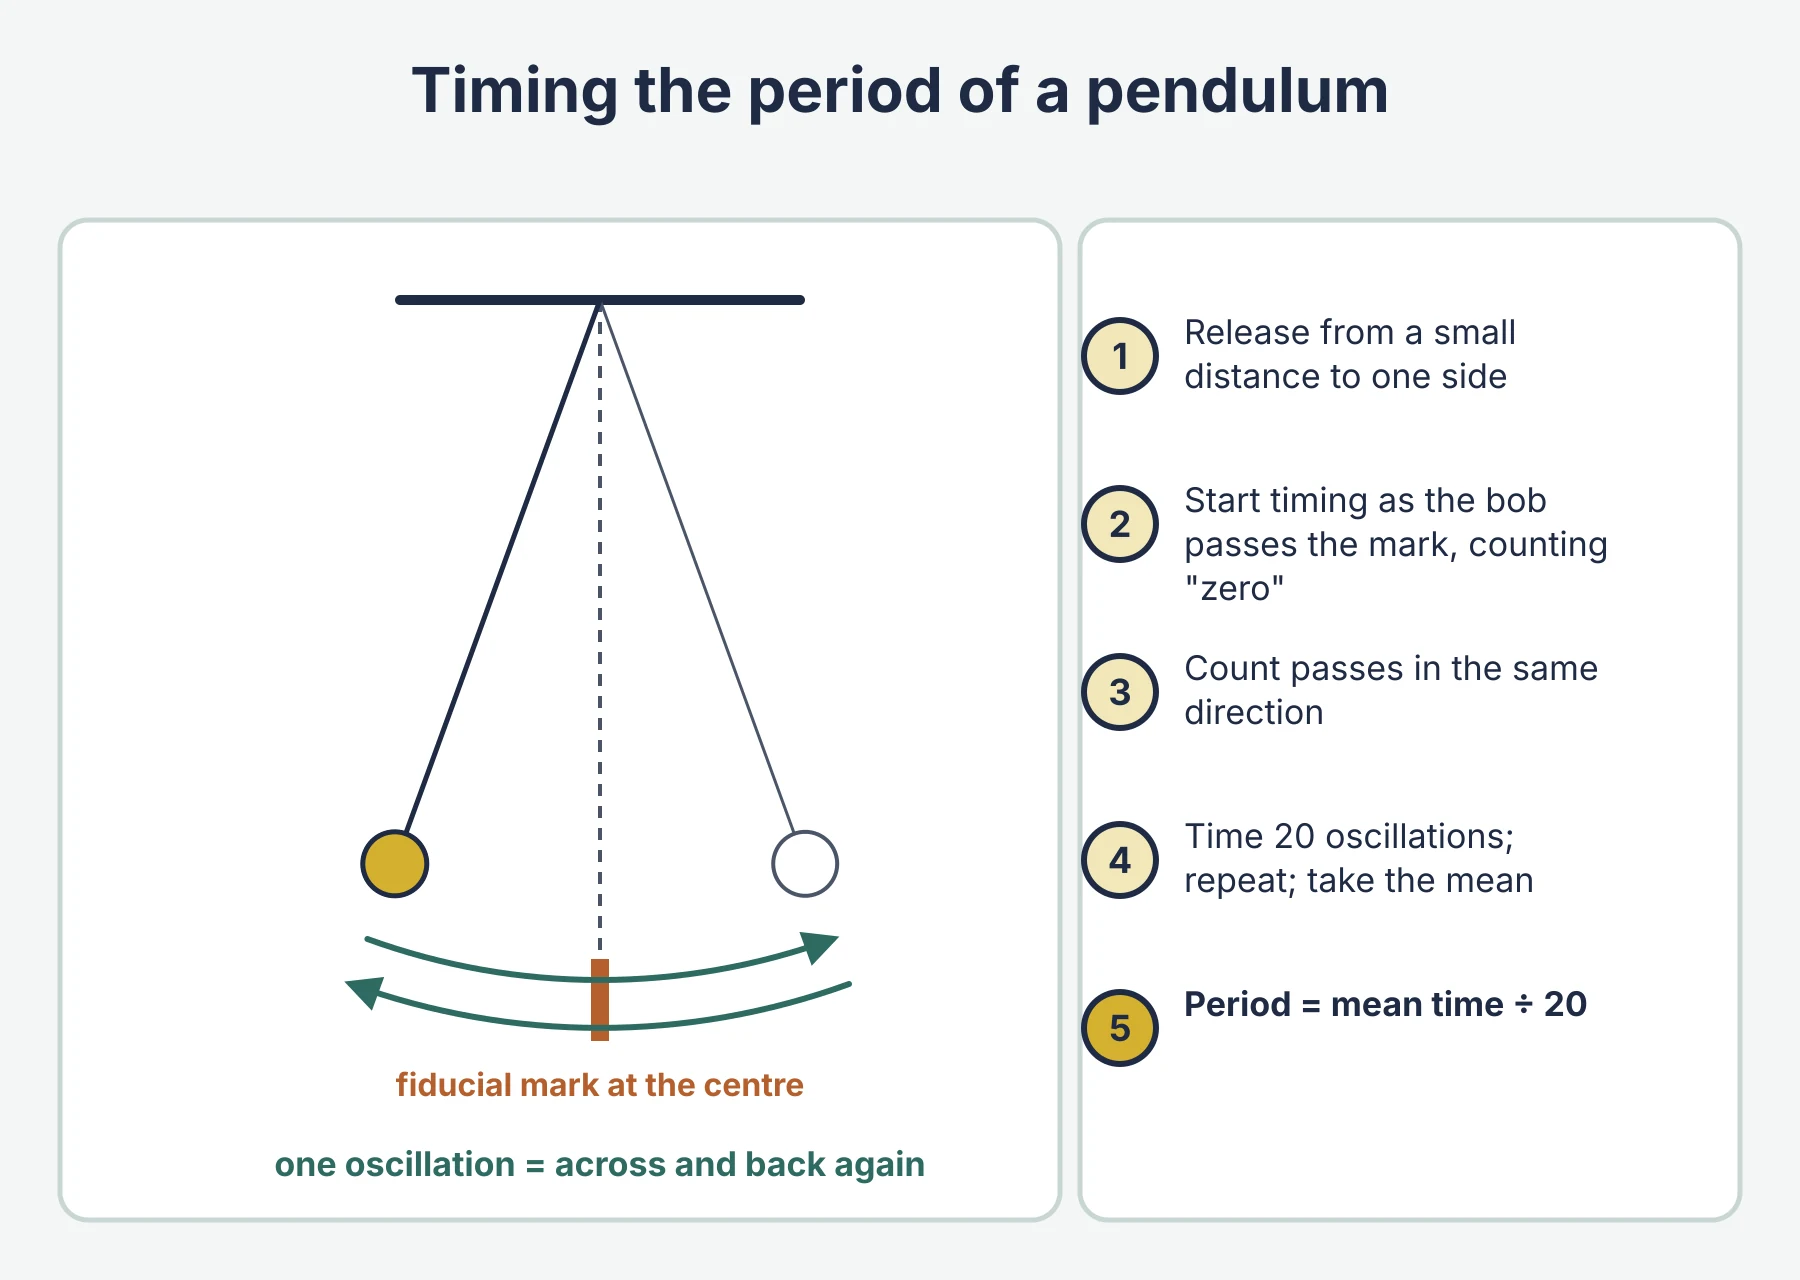 Timing the period of a pendulum
fiducial mark at the centre
one oscillation = across and back again
1
Release from a small
distance to one side
2
Start timing as the bob
passes the mark, counting
"zero"
3
Count passes in the same
direction
4
Time 20 oscillations;
repeat; take the mean
5
Period = mean time ÷ 20